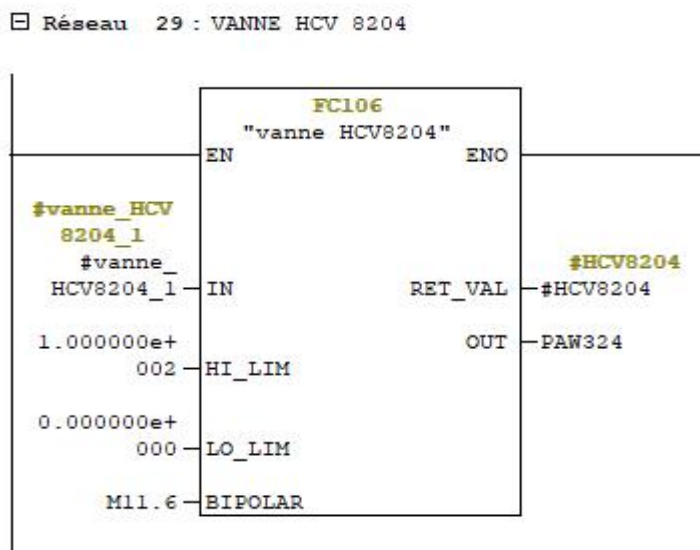 Réseau 29 : VANNE HCV 8204
FC106
"vanne HCV8204"
EN ENO
#vanne_HCV
8204_1
#vanne_
HCV8204_1 IN
#HCV8204
RET_VAL #HCV8204
1.000000e+
002 HI_LIM
OUT PAW324
0.000000e+
000 LO_LIM
M11.6 BIPOLAR